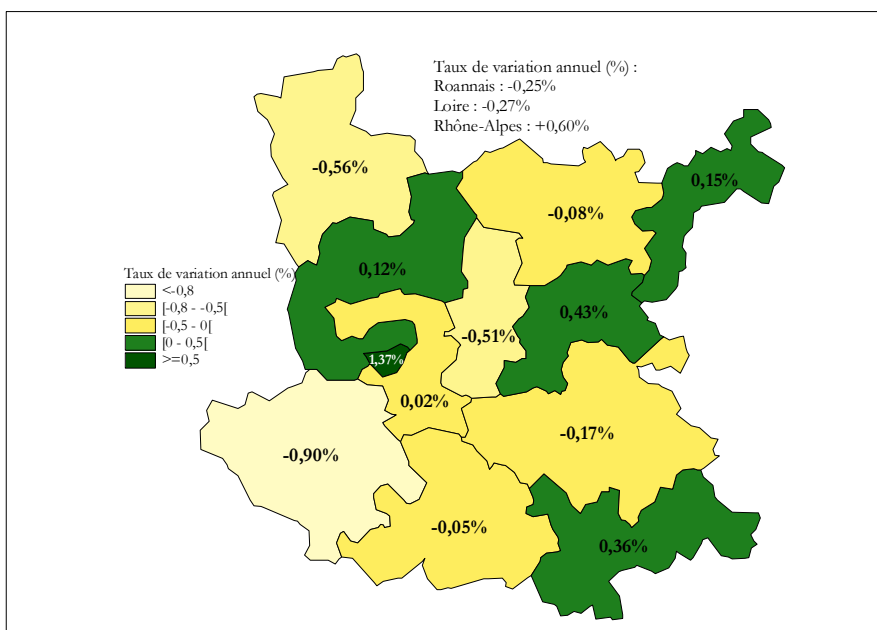 Taux de variation annuel (%) :
Roannais : -0,25%
Loire : -0,27%
Rhône-Alpes : +0,60%
-0,56%
0,15%
-0,08%
0,12%
Taux de variation annuel (%)
<-0,8
[-0,8 - -0,5[
[-0,5 - 0[
[0 - 0,5[
>=0,5
0,43%
-0,51%
1,37%
0,02%
-0,17%
-0,90%
-0,05%
0,36%